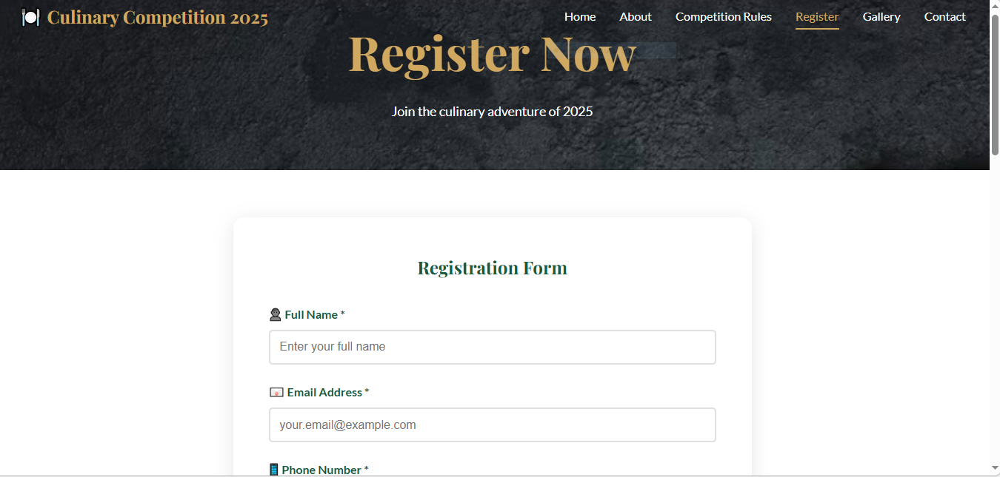 Culinary Competition 2025
Home About Competition Rules Register Gallery Contact
Register Now
Join the culinary adventure of 2025
Registration Form
Full Name *
Enter your full name
Email Address *
your.email@example.com
Phone Number *